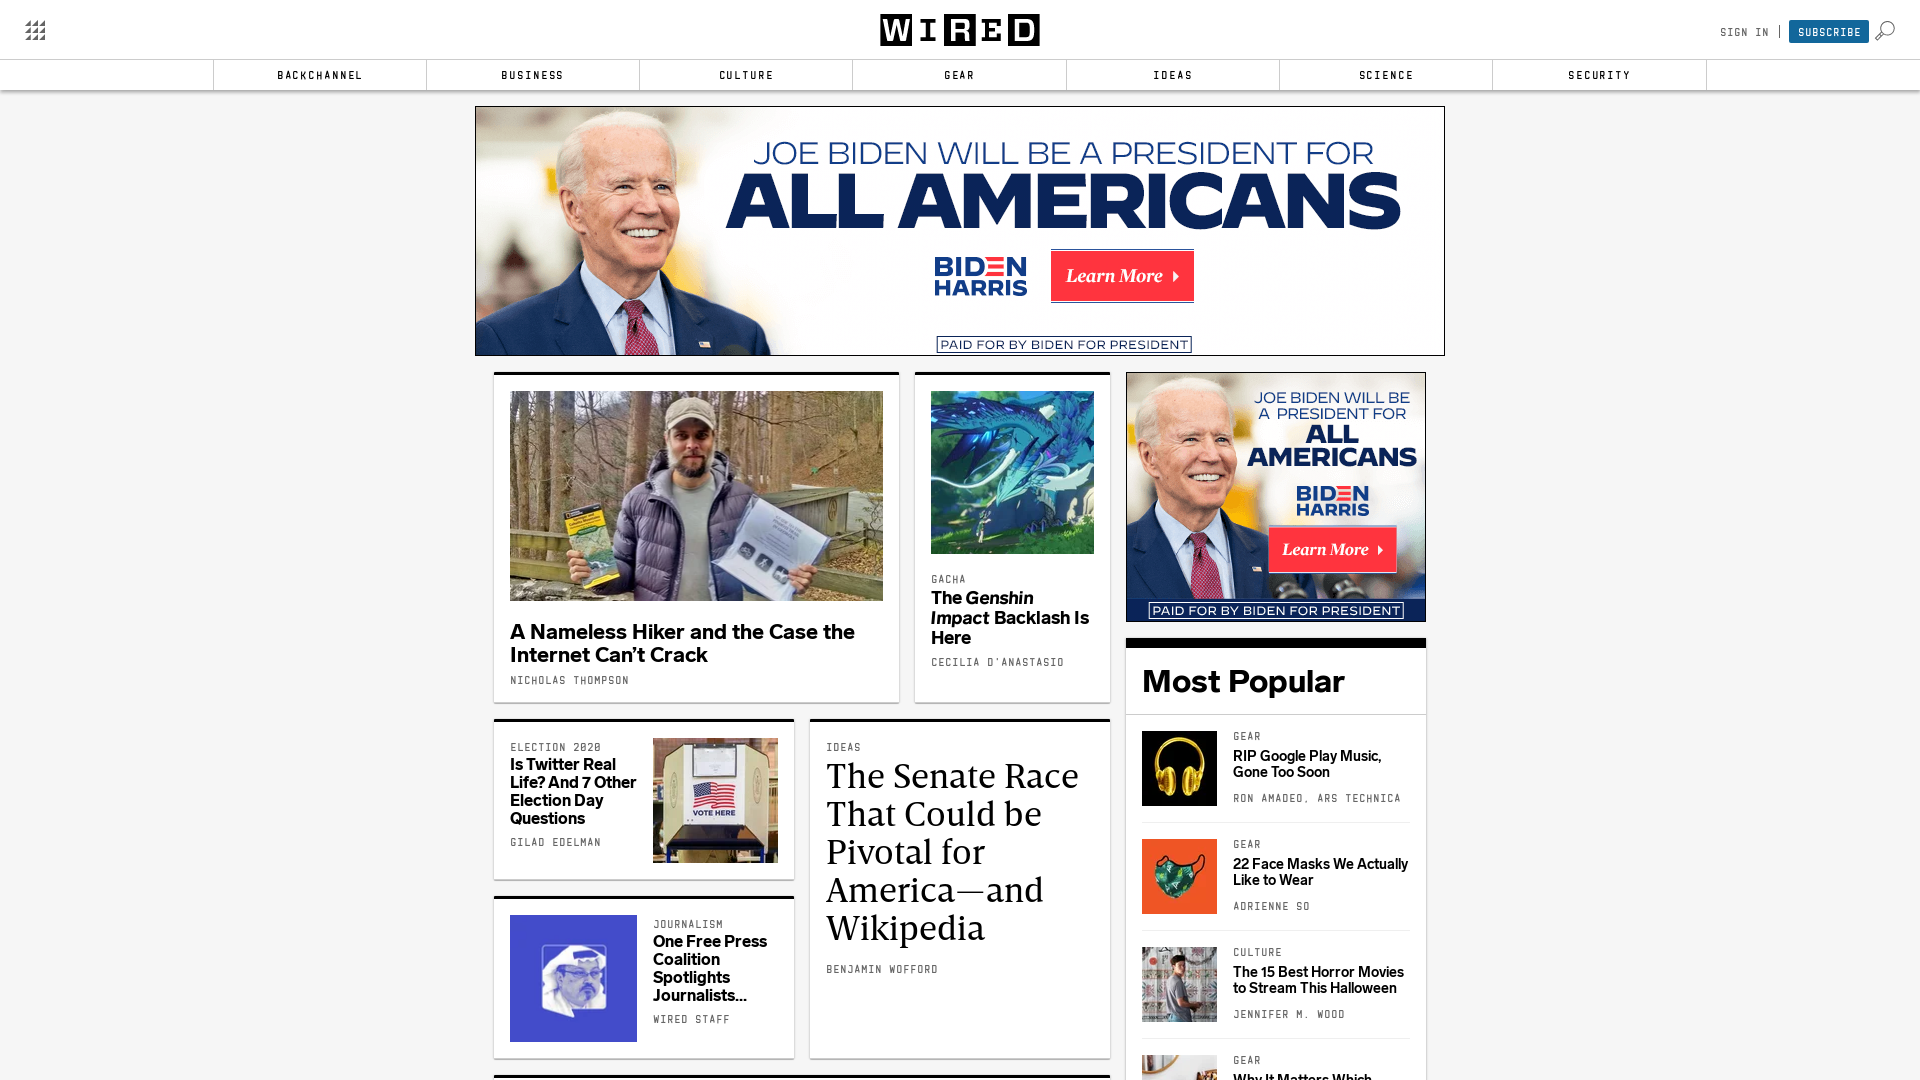 WIRED
SIGN IN
SUBSCRIBE
BACKCHANNEL
BUSINESS
CULTURE
GEAR
IDEAS
SCIENCE
SECURITY
JOE BIDEN WILL BE A PRESIDENT FOR
ALL AMERICANS
BIDEN
HARRIS
Learn More
PAID FOR BY BIDEN FOR PRESIDENT
A Nameless Hiker and the Case the
Internet Can’t Crack
NICHOLAS THOMPSON
GACHA
The Genshin
Impact Backlash Is
Here
CECILIA D'ANASTASIO
JOE BIDEN WILL BE
A PRESIDENT FOR
ALL
AMERICANS
BIDEN
HARRIS
Learn More
PAID FOR BY BIDEN FOR PRESIDENT
ELECTION 2020
Is Twitter Real
Life? And 7 Other
Election Day
Questions
GILAD EDELMAN
VOTE HERE
JOURNALISM
One Free Press
Coalition
Spotlights
Journalists...
WIRED STAFF
IDEAS
The Senate Race
That Could be
Pivotal for
America—and
Wikipedia
BENJAMIN WOFFORD
Most Popular
GEAR
RIP Google Play Music,
Gone Too Soon
RON AMADEO, ARS TECHNICA
GEAR
22 Face Masks We Actually
Like to Wear
ADRIENNE SO
CULTURE
The 15 Best Horror Movies
to Stream This Halloween
JENNIFER M. WOOD
GEAR
Why It Matters Which